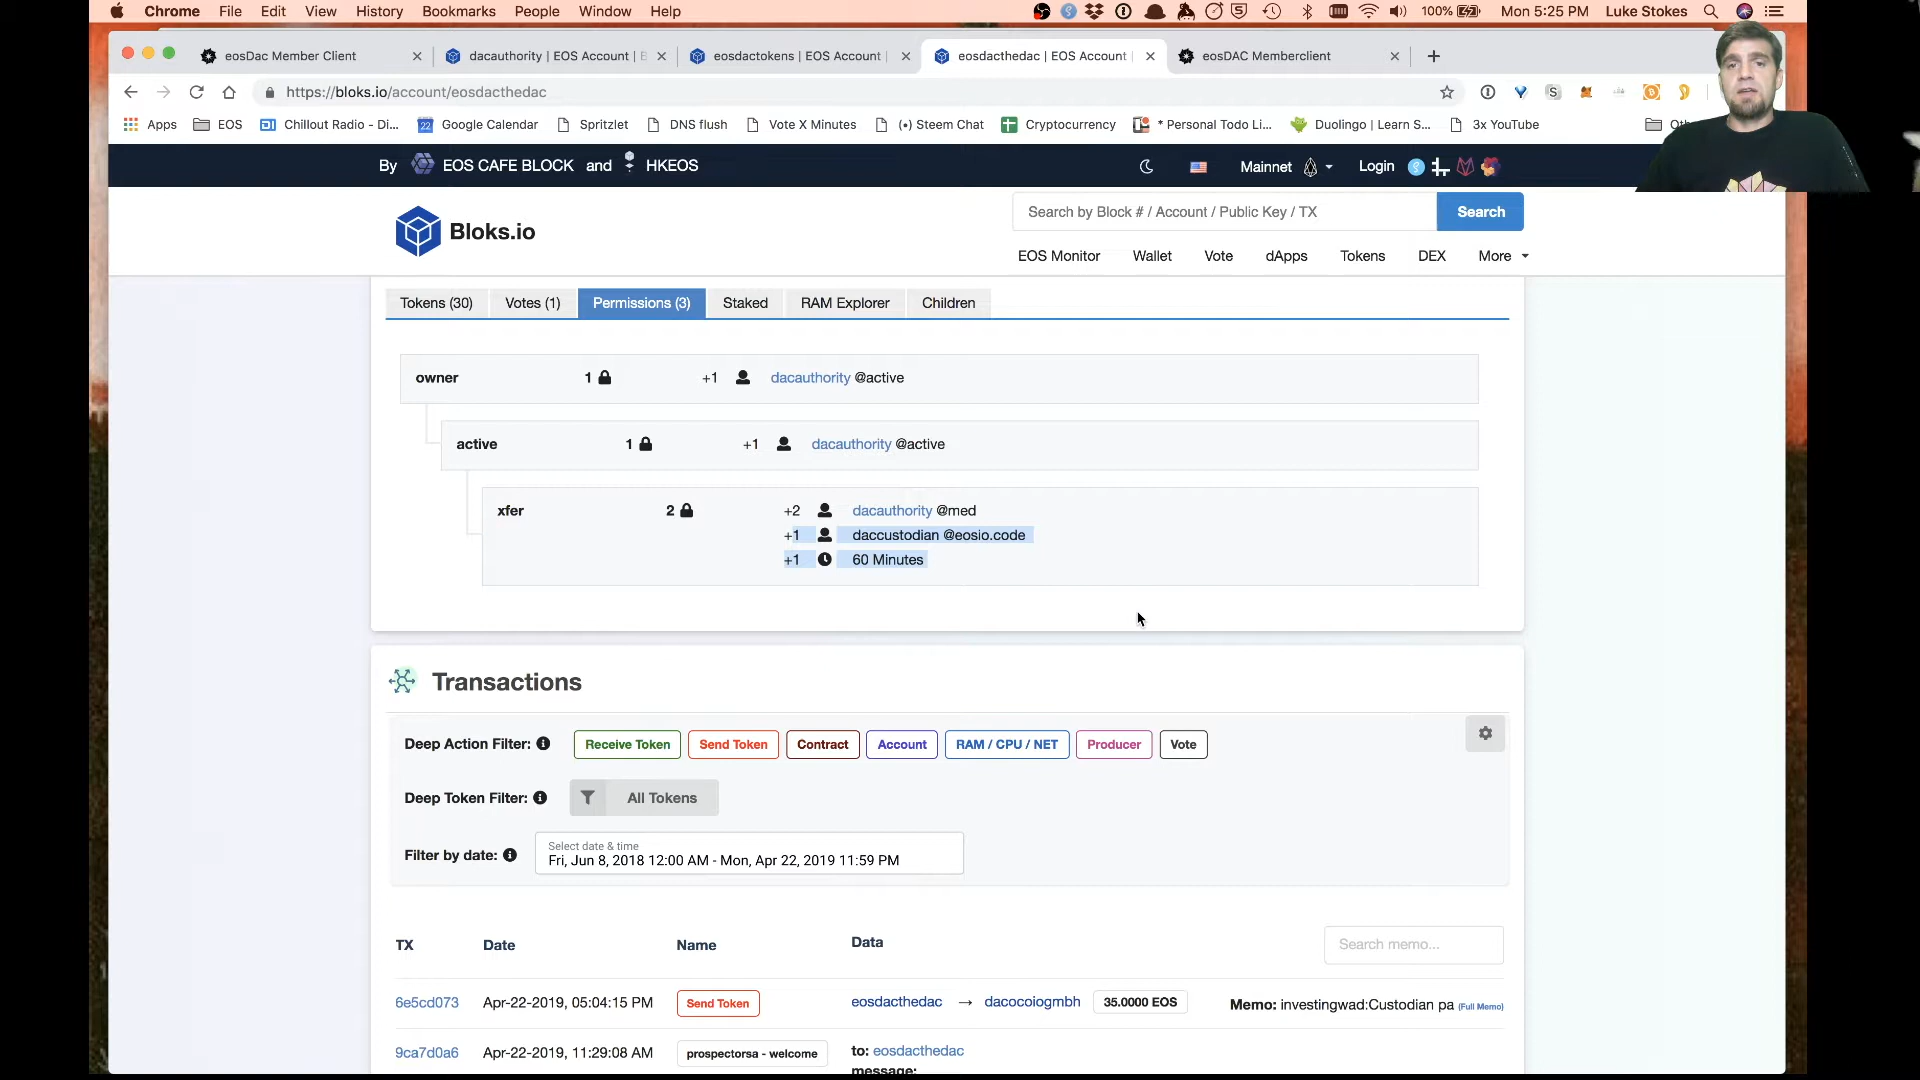 Chrome File Edit View History Bookmarks People Window Help 100% Mon 5:25 PM Luke Stokes
eosDac Member Client dacauthority | EOS Account | B eosdactokens | EOS Account | eosdacthedac | EOS Account eosDAC Memberclient
https://bloks.io/account/eosdacthedac
Apps EOS Chillout Radio - Di... Google Calendar Spritzlet DNS flush Vote X Minutes (•) Steem Chat Cryptocurrency * Personal Todo Li... Duolingo | Learn S... 3x YouTube
By EOS CAFE BLOCK and HKEOS Mainnet Login
Bloks.io
Search by Block # / Account / Public Key / TX Search
EOS Monitor Wallet Vote dApps Tokens DEX More
Tokens (30) Votes (1) Permissions (3) Staked RAM Explorer Children
owner 1 +1 dacauthority @active
active 1 +1 dacauthority @active
xfer 2 +2 dacauthority @med
+1 daccustodian @eosio.code
+1 60 Minutes
Transactions
Deep Action Filter: Receive Token Send Token Contract Account RAM / CPU / NET Producer Vote
Deep Token Filter: All Tokens
Select date & time
Filter by date: Fri, Jun 8, 2018 12:00 AM - Mon, Apr 22, 2019 11:59 PM
TX Date Name Data Search memo...
6e5cd073 Apr-22-2019, 05:04:15 PM Send Token eosdacthedac → dacocoiogmbh 35.0000 EOS Memo: investingwad:Custodian pa (Full Memo)
9ca7d0a6 Apr-22-2019, 11:29:08 AM prospectorsa - welcome to: eosdacthedac
message: